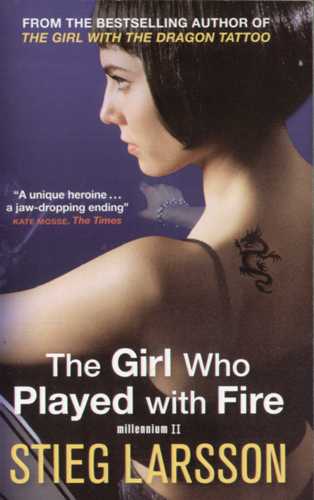 FROM THE BESTSELLING AUTHOR OF
THE GIRL WITH THE DRAGON TATTOO
"A unique heroine ...
a jaw-dropping ending"
KATE MOSSE, The Times
The Girl Who
Played with Fire
millennium II
STIEG LARSSON